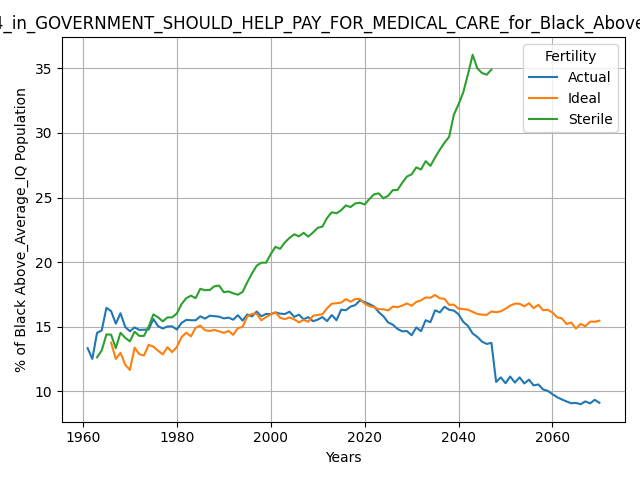 4_in_GOVERNMENT_SHOULD_HELP_PAY_FOR_MEDICAL_CARE_for_Black_Above
Fertility
Actual
Ideal
Sterile
% of Black Above_Average_IQ Population
35
30
25
20
15
10
1960 1980 2000 2020 2040 2060
Years